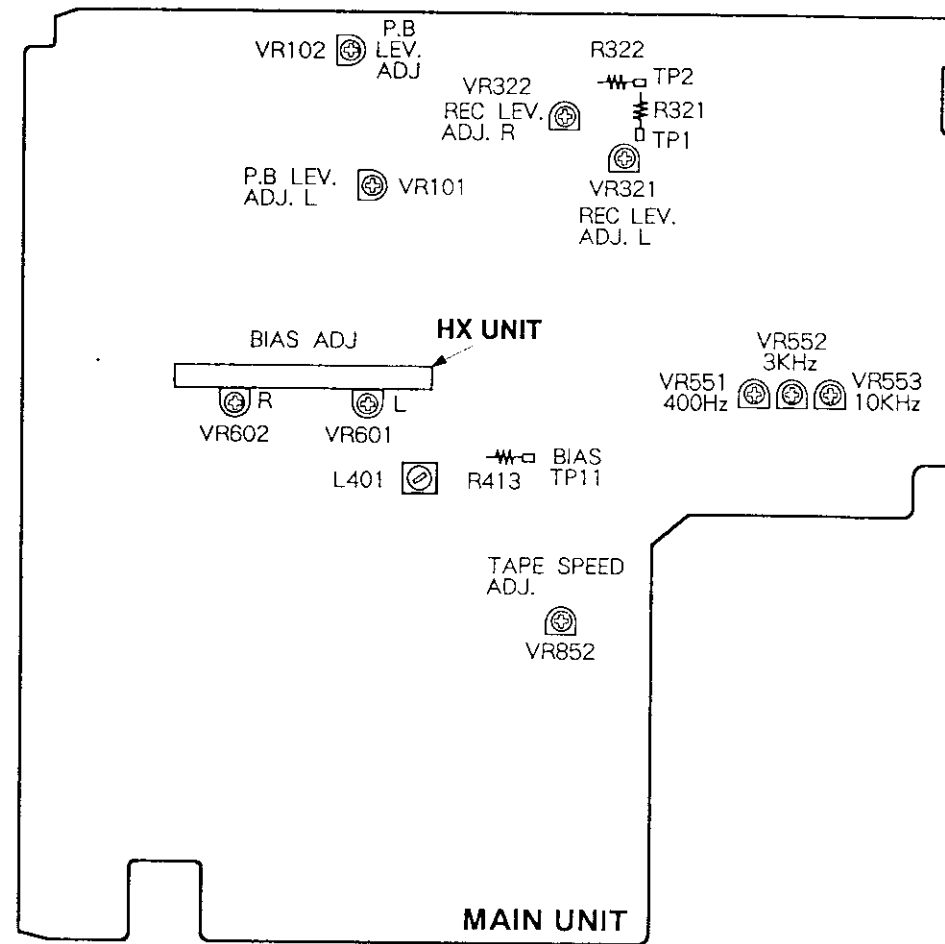 P.B
VR102
LEV.
ADJ
R322
TP2
VR322
REC LEV.
ADJ. R
R321
TP1
P.B LEV.
ADJ. L
VR101
VR321
REC LEV.
ADJ. L
BIAS ADJ
HX UNIT
VR552
3KHz
VR551
400Hz
VR553
10KHz
R
L
VR602
VR601
L401
R413
BIAS
TP11
TAPE SPEED
ADJ.
VR852
MAIN UNIT